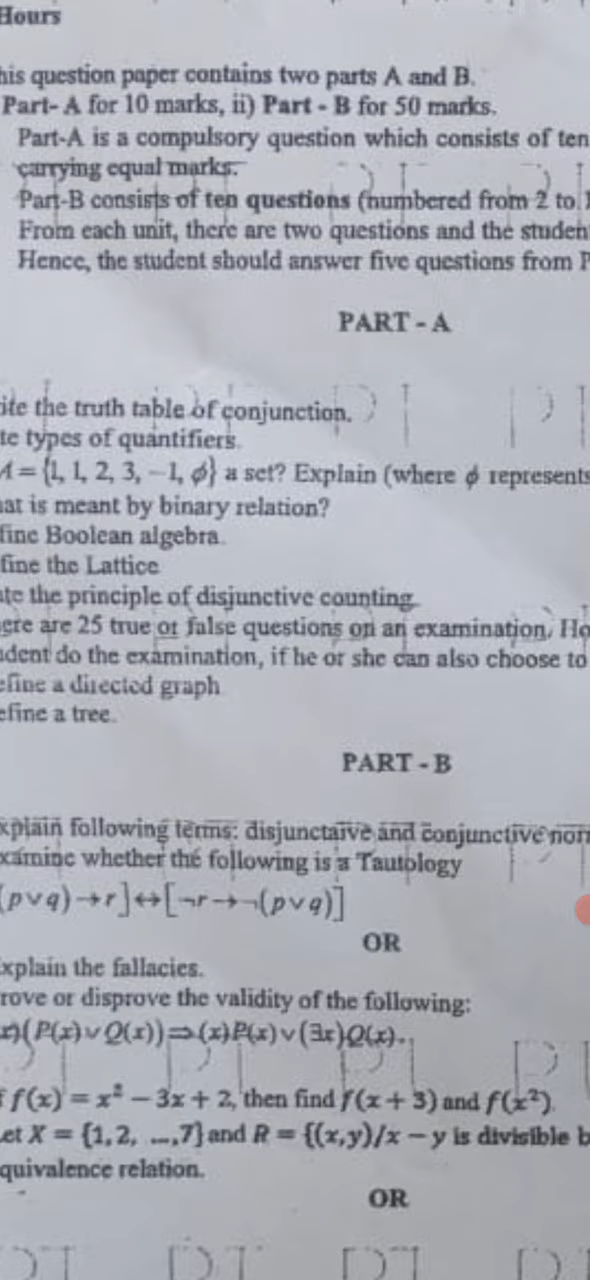 Hours
his question paper contains two parts A and B.
Part- A for 10 marks, ii) Part - B for 50 marks.
Part-A is a compulsory question which consists of ten
carrying equal marks.
Part-B consists of ten questions (numbered from 2 to 1
From each unit, there are two questions and the studen
Hence, the student should answer five questions from P
PART - A
ite the truth table of conjunction.
te types of quantifiers.
A = {1, 1, 2, 3, −1, ϕ} a set? Explain (where ϕ represents
hat is meant by binary relation?
fine Boolean algebra.
fine the Lattice
ate the principle of disjunctive counting.
ere are 25 true or false questions on an examination. Ho
udent do the examination, if he or she can also choose to
efine a directed graph
efine a tree.
PART - B
xplain following terms: disjunctaive and conjunctive nor
xamine whether the following is a Tautology
(p∨q)→r]↔[¬r→¬(p∨q)]
OR
xplain the fallacies.
rove or disprove the validity of the following:
x)(P(x)∨Q(x))⇒(x)P(x)∨(∃x)Q(x).
f f(x) = x² − 3x + 2, then find f(x + 3) and f(x²).
et X = {1,2, ...,7} and R = {(x,y)/x − y is divisible b
quivalence relation.
OR